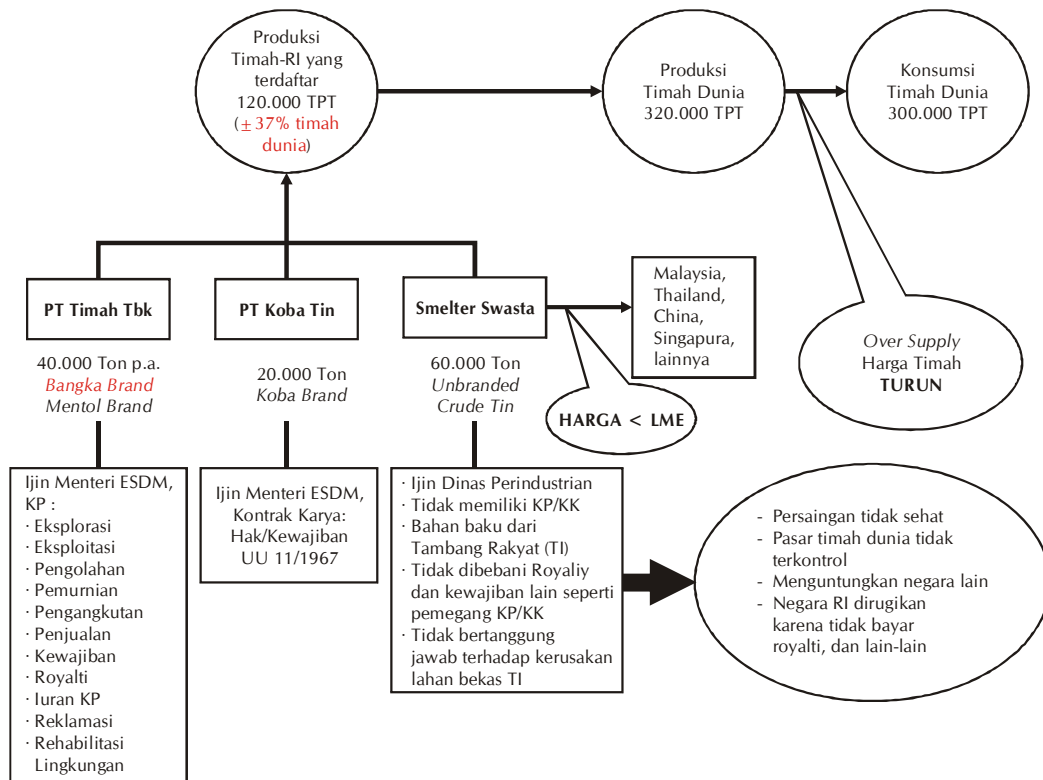 Produksi
Timah-RI yang
terdaftar
120.000 TPT
(±37% timah
dunia)
Produksi
Timah Dunia
320.000 TPT
Konsumsi
Timah Dunia
300.000 TPT
PT Timah Tbk
PT Koba Tin
Smelter Swasta
Malaysia,
Thailand,
China,
Singapura,
lainnya
Over Supply
Harga Timah
TURUN
40.000 Ton p.a.
Bangka Brand
Mentol Brand
20.000 Ton
Koba Brand
60.000 Ton
Unbranded
Crude Tin
HARGA < LME
Ijin Menteri ESDM,
KP :
· Eksplorasi
· Eksploitasi
· Pengolahan
· Pemurnian
· Pengangkutan
· Penjualan
· Kewajiban
· Royalti
· Iuran KP
· Reklamasi
· Rehabilitasi
Lingkungan
Ijin Menteri ESDM,
Kontrak Karya:
Hak/Kewajiban
UU 11/1967
· Ijin Dinas Perindustrian
· Tidak memiliki KP/KK
· Bahan baku dari
Tambang Rakyat (TI)
· Tidak dibebani Royaliy
dan kewajiban lain seperti
pemegang KP/KK
· Tidak bertanggung
jawab terhadap kerusakan
lahan bekas TI
- Persaingan tidak sehat
- Pasar timah dunia tidak
terkontrol
- Menguntungkan negara lain
- Negara RI dirugikan
karena tidak bayar
royalti, dan lain-lain